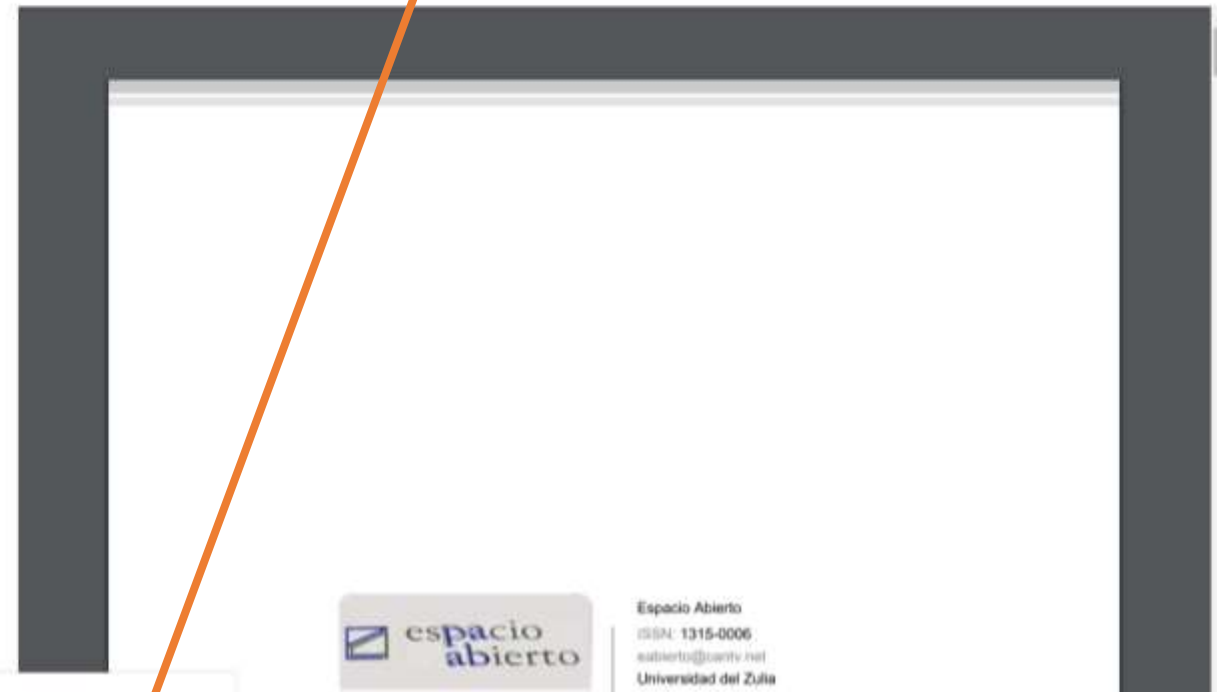 espacio
abierto
Espacio Abierto
ISSN: 1315-0006
eabierto@cantv.net
Universidad del Zulia